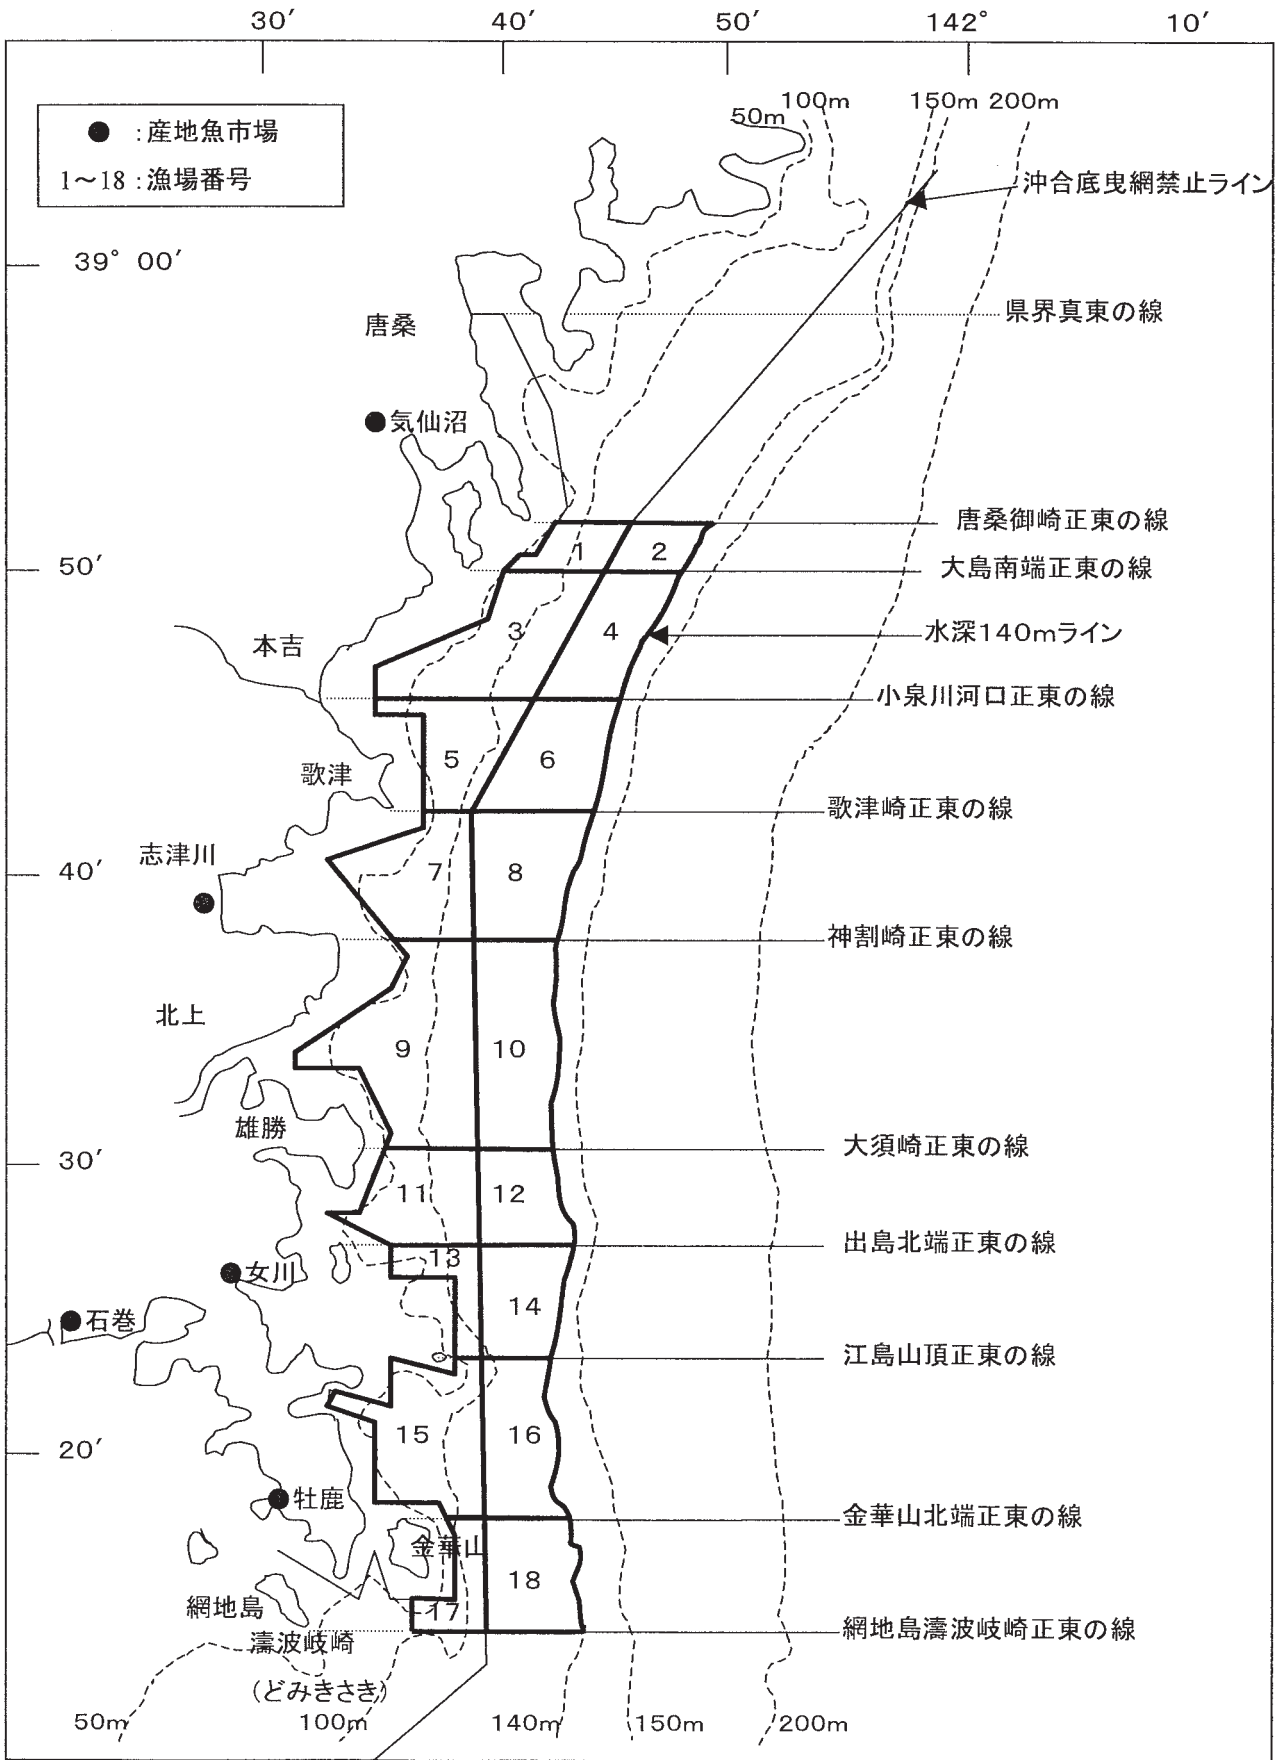 30′ 40′ 50′ 142° 10′
50m 100m 150m 200m
● :産地魚市場
1~18:漁場番号
沖合底曳網禁止ライン
39° 00′
県界真東の線
唐桑
気仙沼
唐桑御崎正東の線
1 2
50′
大島南端正東の線
3 4
水深140mライン
本吉
小泉川河口正東の線
5 6
歌津
歌津崎正東の線
志津川
40′
7 8
神割崎正東の線
北上
9 10
雄勝
大須崎正東の線
30′
11 12
出島北端正東の線
13
女川
14
石巻
江島山頂正東の線
15 16
20′
牡鹿
金華山北端正東の線
金華山
18
網地島
17
網地島濤波岐崎正東の線
濤波岐崎
(どみきさき)
50m 100m 140m 150m 200m